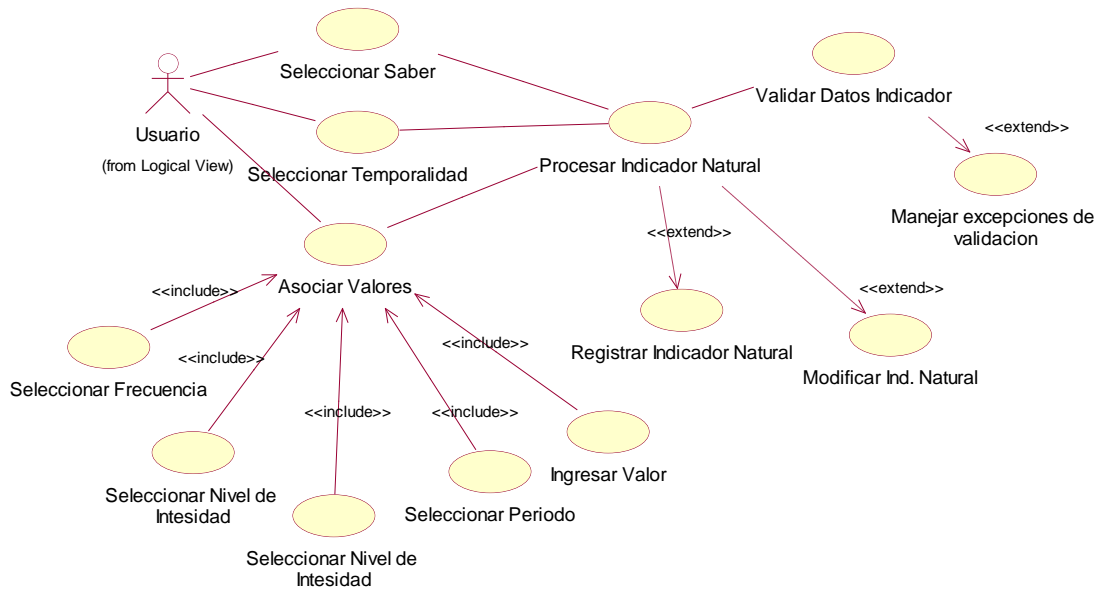 Seleccionar Saber
Validar Datos Indicador
Usuario
(from Logical View)
Seleccionar Temporalidad
Procesar Indicador Natural
<<extend>>
Manejar excepciones de
validacion
<<extend>>
<<extend>>
Asociar Valores
<<include>>
Registrar Indicador Natural
Modificar Ind. Natural
Seleccionar Frecuencia
<<include>>
<<include>>
<<include>>
<<include>>
Ingresar Valor
Seleccionar Nivel de
Intesidad
Seleccionar Periodo
Seleccionar Nivel de
Intesidad